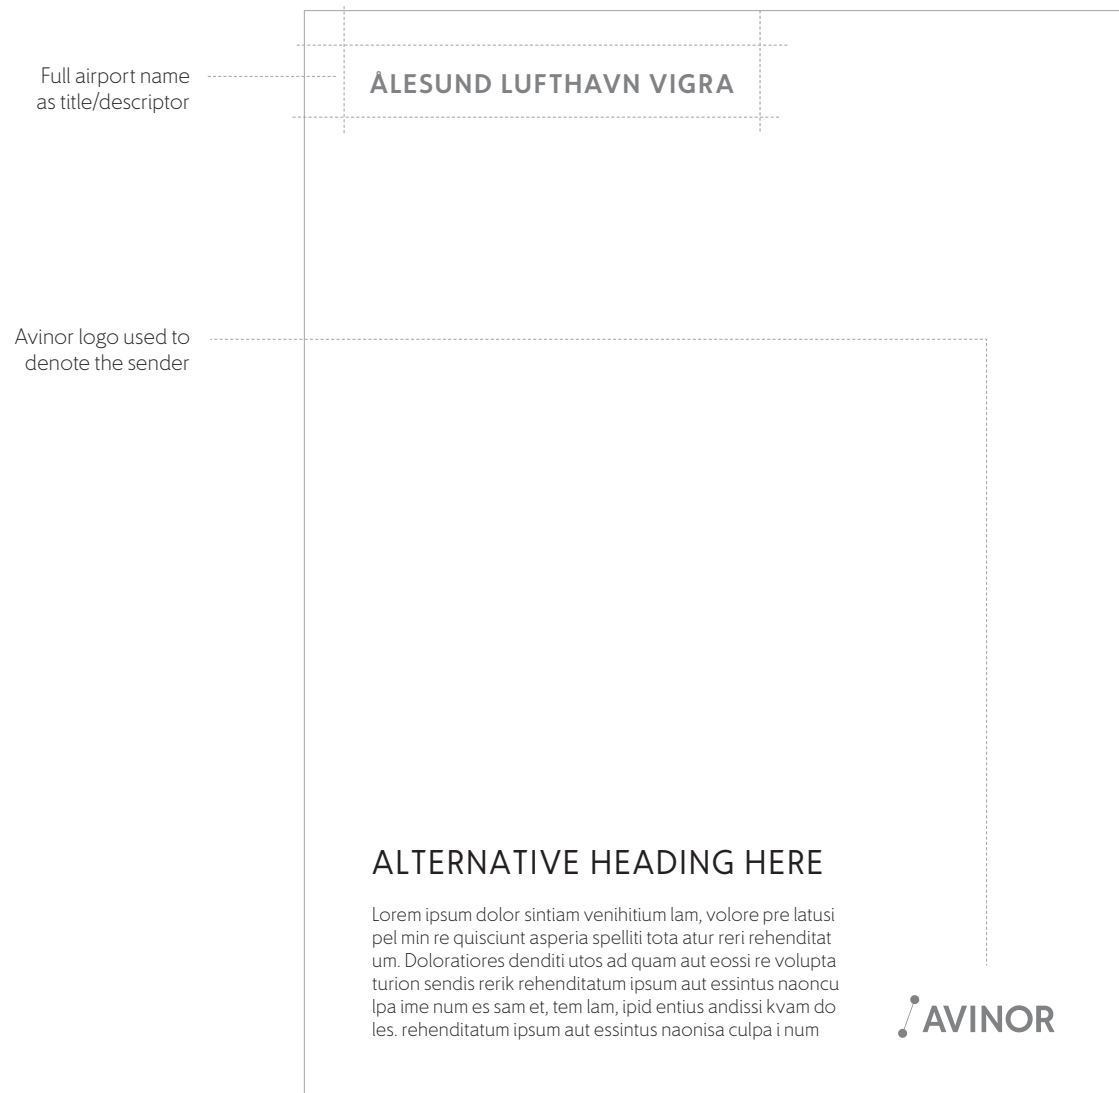 Full airport name
as title/descriptor
ÅLESUND LUFTHAVN VIGRA
Avinor logo used to
denote the sender
ALTERNATIVE HEADING HERE
Lorem ipsum dolor sintiam venihitium lam, volore pre latusi
pel min re quisciunt asperia spelliti tota atur reri rehenditat
um. Doloratiores denditi utos ad quam aut eossi re volupta
turion sendis rerik rehenditatum ipsum aut essintus naoncu
lpa ime num es sam et, tem lam, ipid entius andissi kvam do
les. rehenditatum ipsum aut essintus naonisa culpa i num
AVINOR